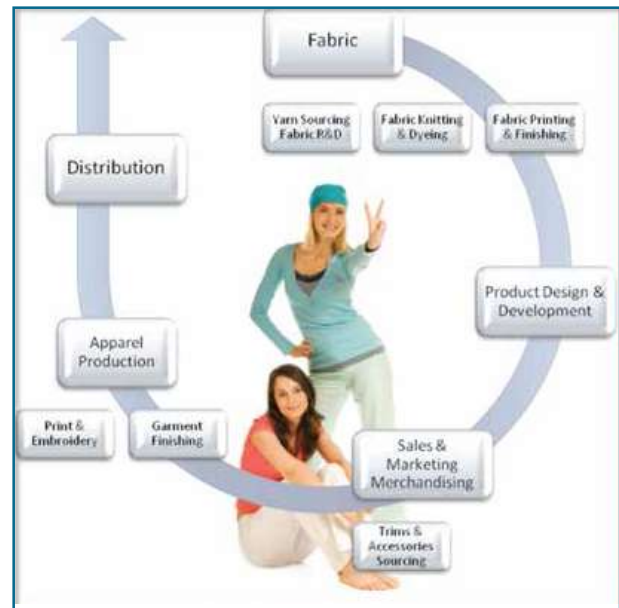 Fabric
Yarn Sourcing
Fabric R&D
Fabric Knitting
& Dyeing
Fabric Printing
& Finishing
Product Design &
Development
Sales &
Marketing
Merchandising
Trims &
Accessories
Sourcing
Garment
Finishing
Print &
Embroidery
Apparel
Production
Distribution